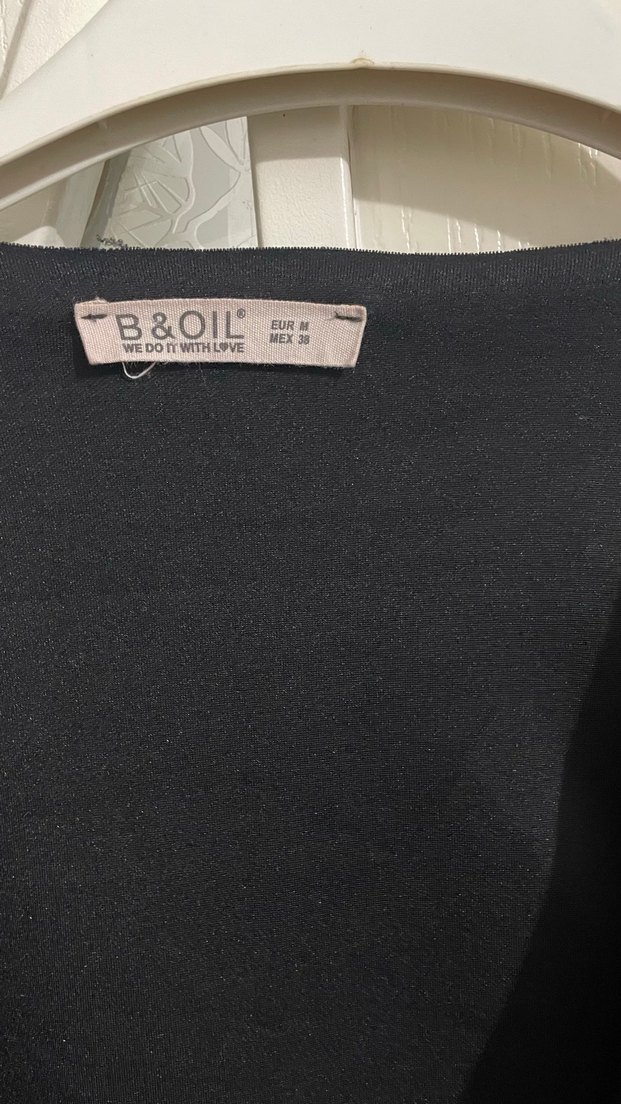 B & OIL®
WE DO IT WITH LOVE
EUR M
MEX 38